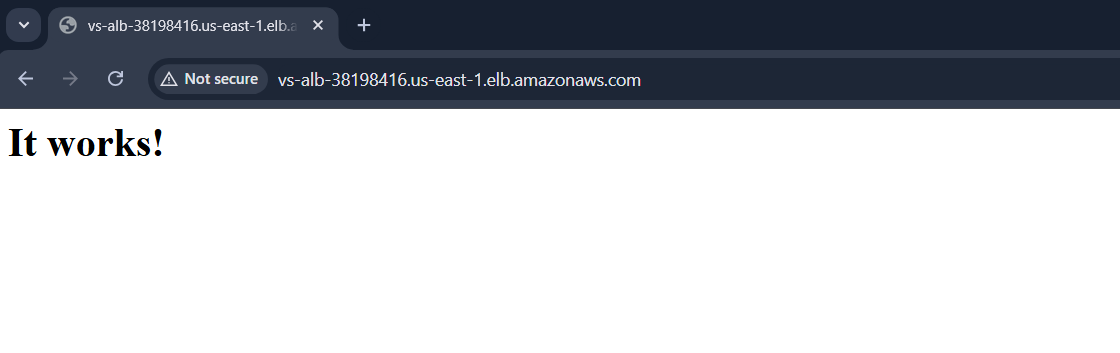 vs-alb-38198416.us-east-1.elb.a
Not secure vs-alb-38198416.us-east-1.elb.amazonaws.com
It works!